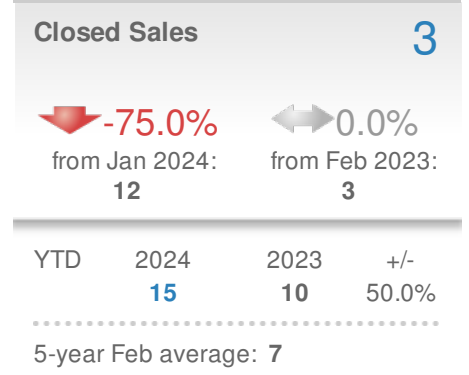 Closed Sales 3
-75.0% 0.0%
from Jan 2024: from Feb 2023:
12 3
YTD 2024 2023 +/-
15 10 50.0%
5-year Feb average: 7